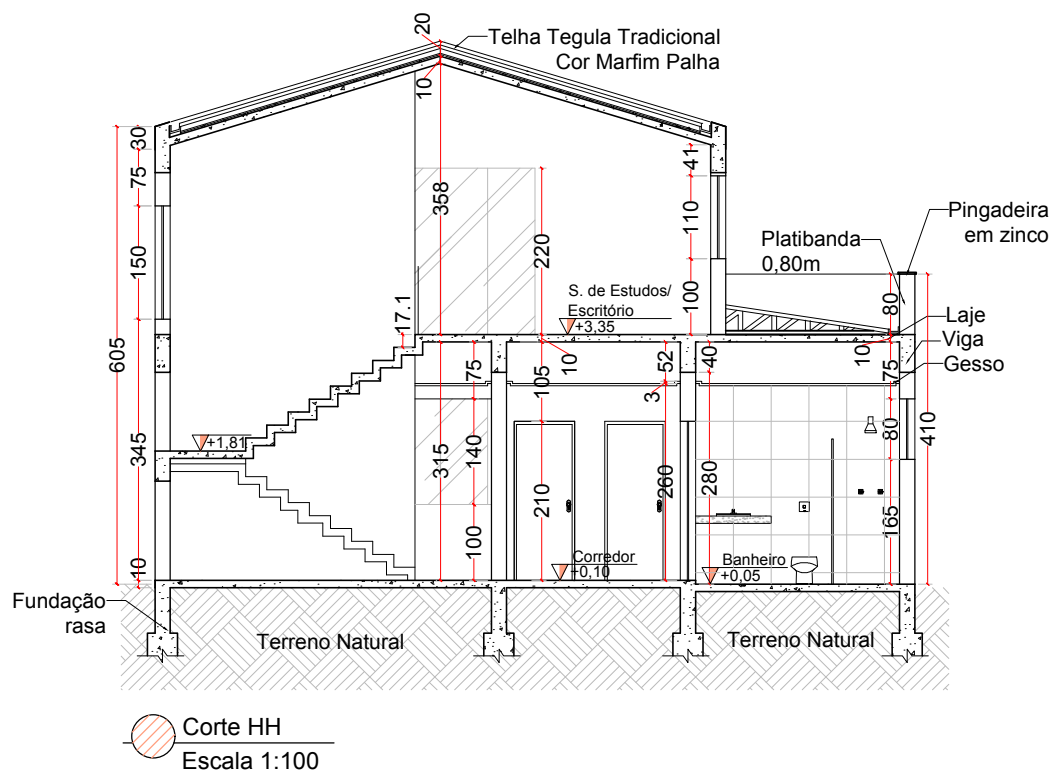 20
Telha Tegula Tradicional
Cor Marfim Palha
10
30
75
150
605
345
10
358
220
41
110
100
Platibanda
0,80m
Pingadeira
em zinco
80
S. de Estudos/
Escritório
+3,35
17.1
Laje
Viga
Gesso
10
75
105
10
52
3
40
10
75
+1,81
315
140
100
210
260
280
80
165
410
Corredor
+0,10
Banheiro
+0,05
Fundação
rasa
Terreno Natural
Terreno Natural
Corte HH
Escala 1:100